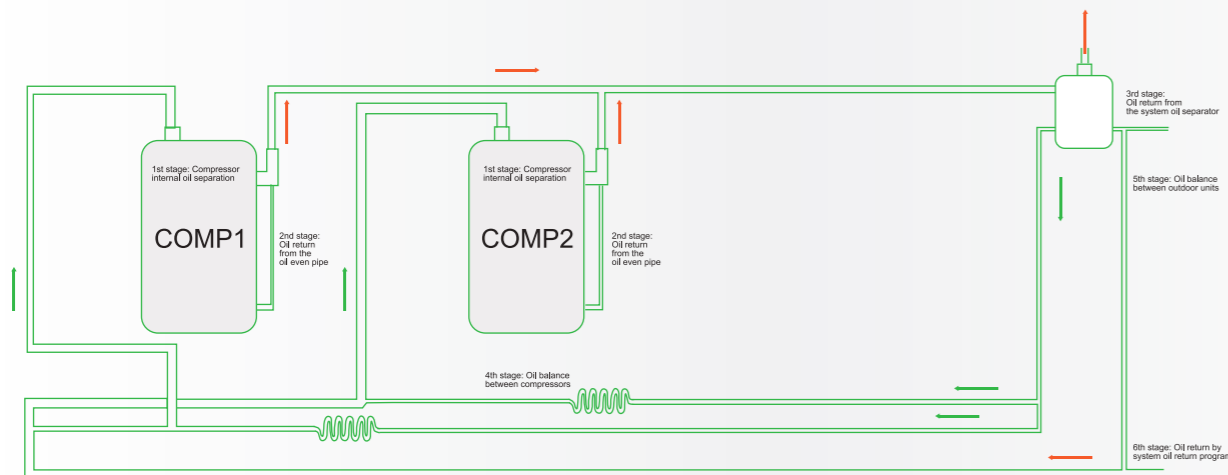 3rd stage:
Oil return from
the system oil separator
1st stage: Compressor
internal oil separation
1st stage: Compressor
internal oil separation
5th stage: Oil balance
between outdoor units
COMP1
COMP2
2nd stage:
Oil return
from the
oil even pipe
2nd stage:
Oil return
from the
oil even pipe
4th stage: Oil balance
between compressors
6th stage: Oil return by
system oil return program